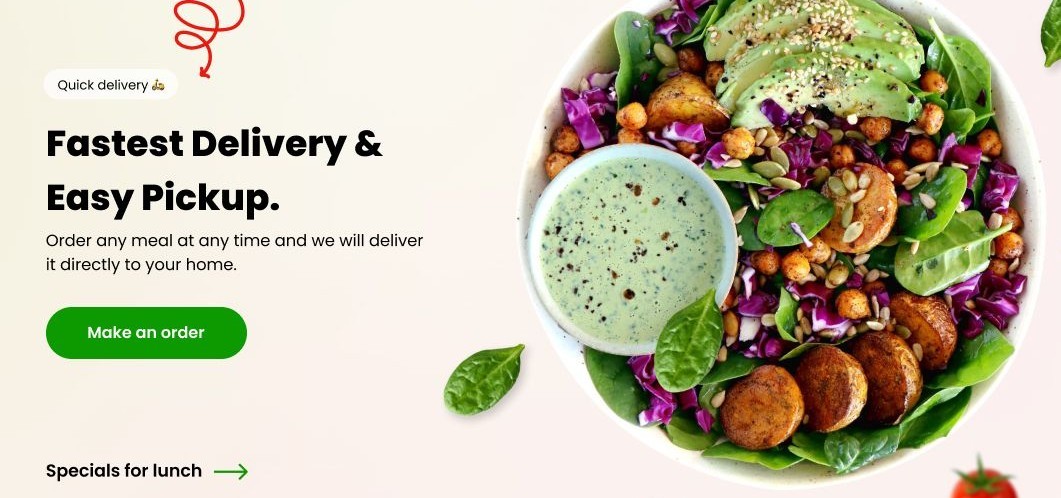 Quick delivery 🛵
Fastest Delivery &
Easy Pickup.
Order any meal at any time and we will deliver
it directly to your home.
Make an order
Specials for lunch